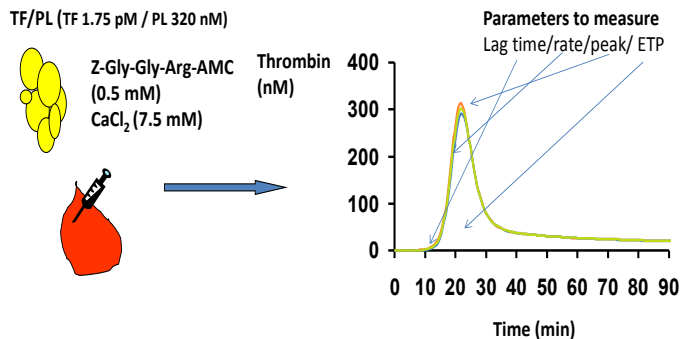 TF/PL (TF 1.75 pM / PL 320 nM)
Z-Gly-Gly-Arg-AMC
(0.5 mM)
CaCl₂ (7.5 mM)
Thrombin
(nM)
Parameters to measure
Lag time/rate/peak/ ETP
400
300
200
100
0
0 10 20 30 40 50 60 70 80 90
Time (min)